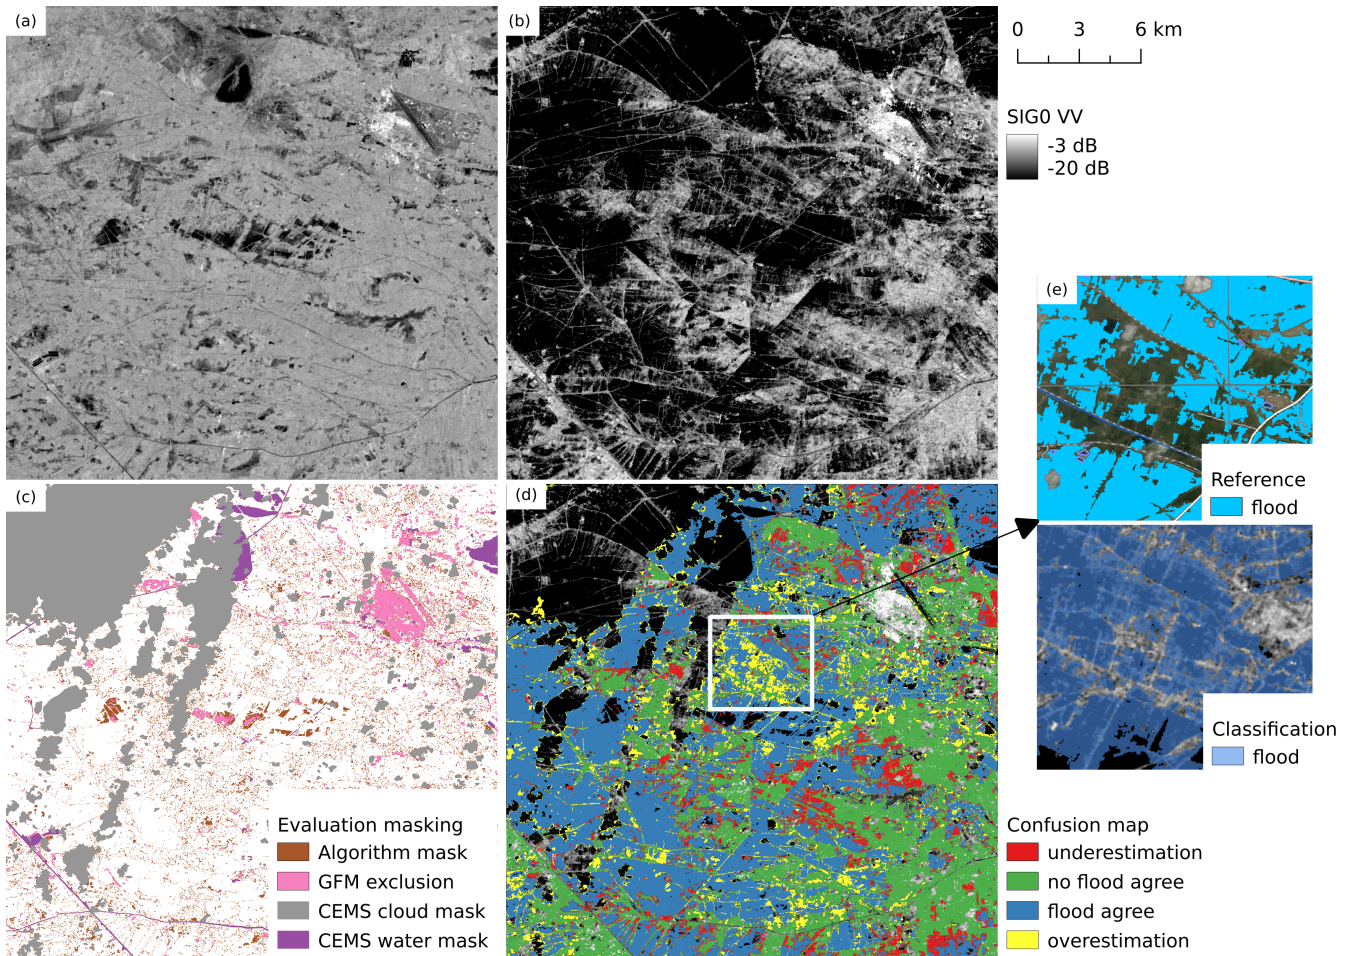 (a)
(b)
0 3 6 km
SIG0 VV
-3 dB
-20 dB
(c)
Evaluation masking
Algorithm mask
GFM exclusion
CEMS cloud mask
CEMS water mask
(d)
(e)
Reference
flood
Classification
flood
Confusion map
underestimation
no flood agree
flood agree
overestimation